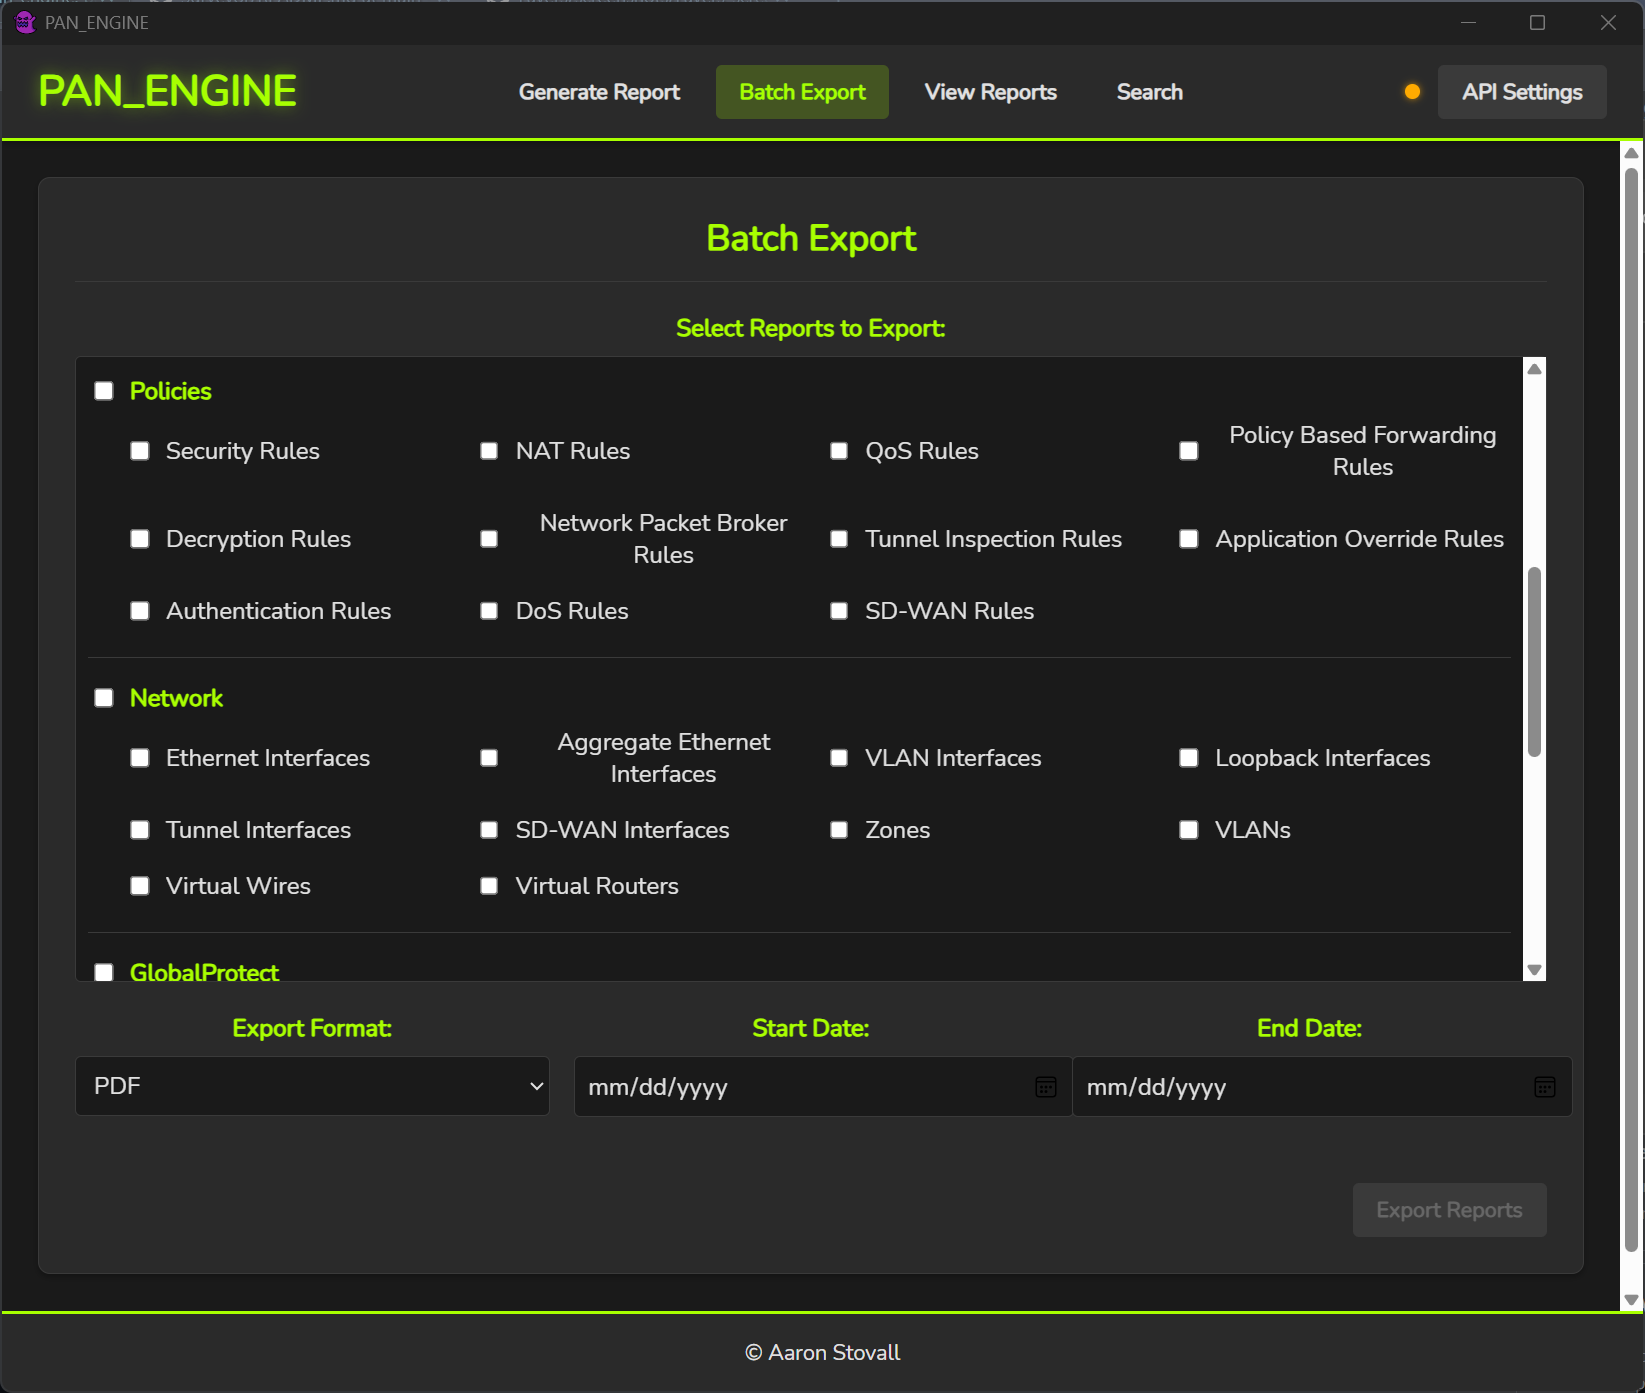 PAN_ENGINE
PAN_ENGINE
Generate Report
Batch Export
View Reports
Search
API Settings
Batch Export
Select Reports to Export:
Policies
Security Rules
NAT Rules
QoS Rules
Policy Based Forwarding
Rules
Decryption Rules
Network Packet Broker
Rules
Tunnel Inspection Rules
Application Override Rules
Authentication Rules
DoS Rules
SD-WAN Rules
Network
Ethernet Interfaces
Aggregate Ethernet
Interfaces
VLAN Interfaces
Loopback Interfaces
Tunnel Interfaces
SD-WAN Interfaces
Zones
VLANs
Virtual Wires
Virtual Routers
GlobalProtect
Export Format:
Start Date:
End Date:
PDF
mm/dd/yyyy
mm/dd/yyyy
Export Reports
© Aaron Stovall